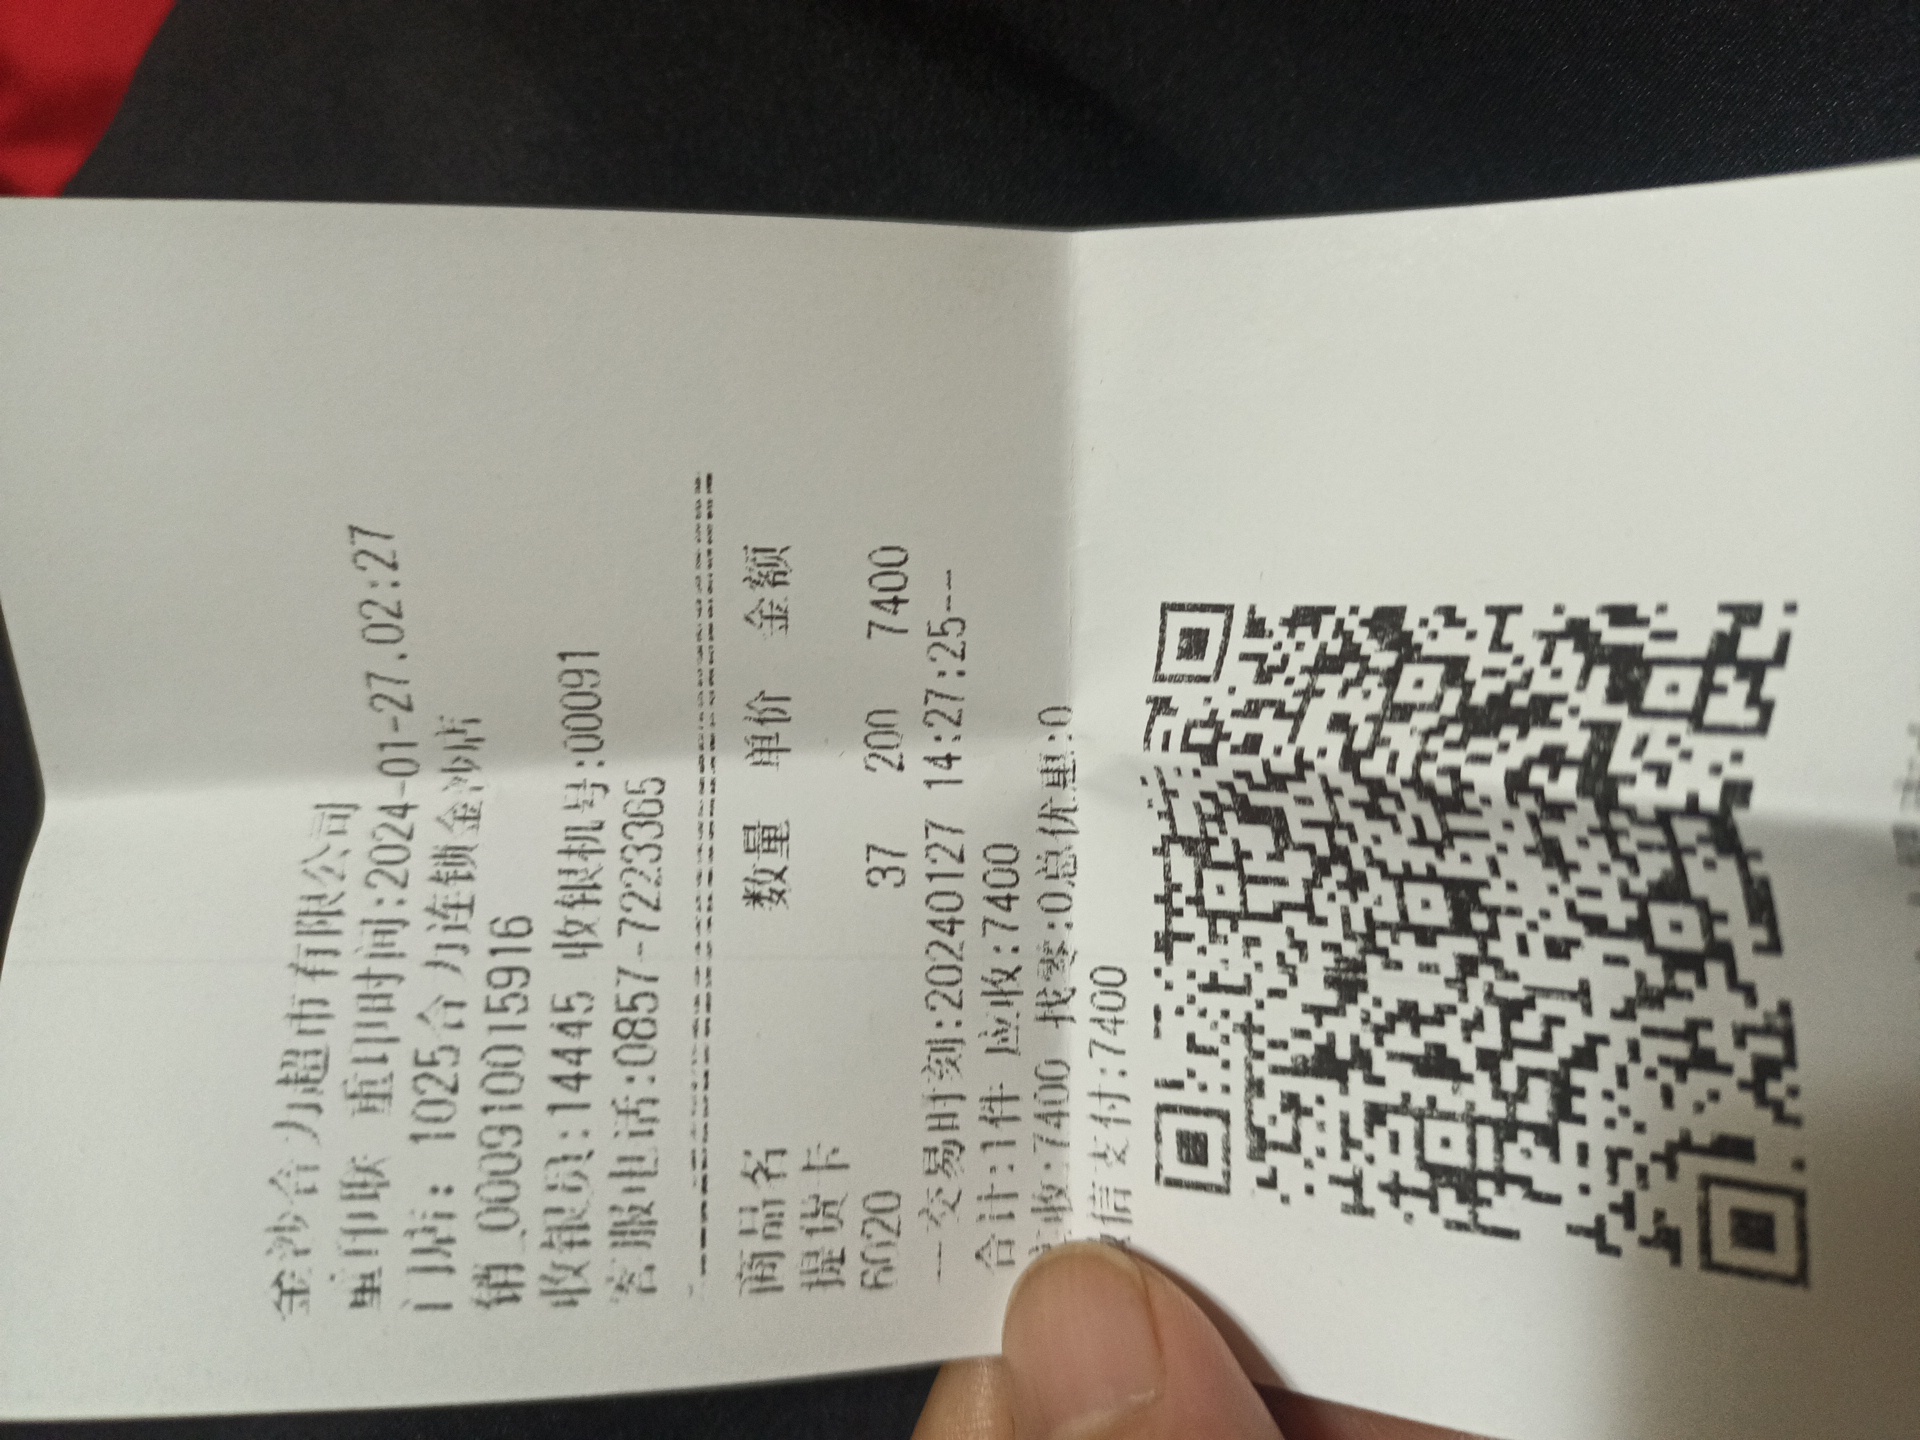 金沙合力超市有限公司
重印联 重印时间:2024-01-27.02:27
门店: 1025合力连锁金沙店
销_00091001 5916
收银员:14445 收银机号:00091
客服电话:0857-7223365
商品名 数量 单价 金额
提货卡
6020 37 200 7400
--交易时刻:20240127 14:27:25--
合计:1件 应收:7400
收:7400 找零:0总优惠:0
信支付:7400